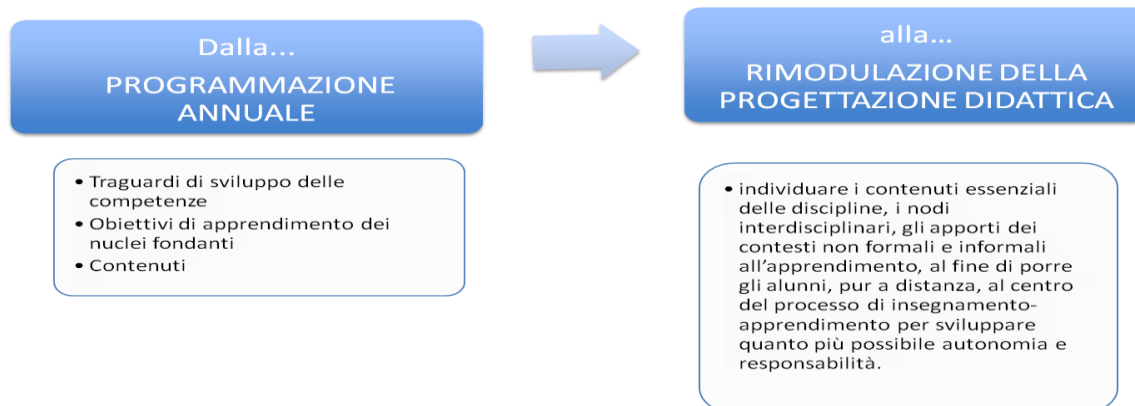 Dalla...
PROGRAMMAZIONE
ANNUALE
• Traguardi di sviluppo delle
competenze
• Obiettivi di apprendimento dei
nuclei fondanti
• Contenuti
alla...
RIMODULAZIONE DELLA
PROGETTAZIONE DIDATTICA
• individuare i contenuti essenziali
delle discipline, i nodi
interdisciplinari, gli apporti dei
contesti non formali e informali
all’apprendimento, al fine di porre
gli alunni, pur a distanza, al centro
del processo di insegnamento-
apprendimento per sviluppare
quanto più possibile autonomia e
responsabilità.